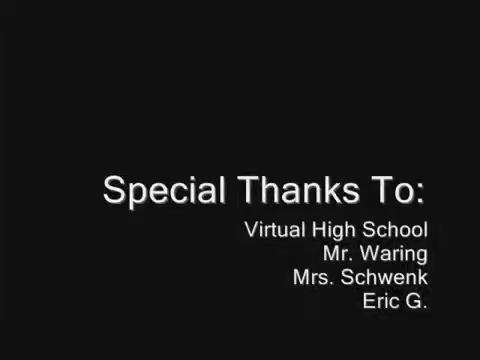 Special Thanks To:
Virtual High School
Mr. Waring
Mrs. Schwenk
Eric G.